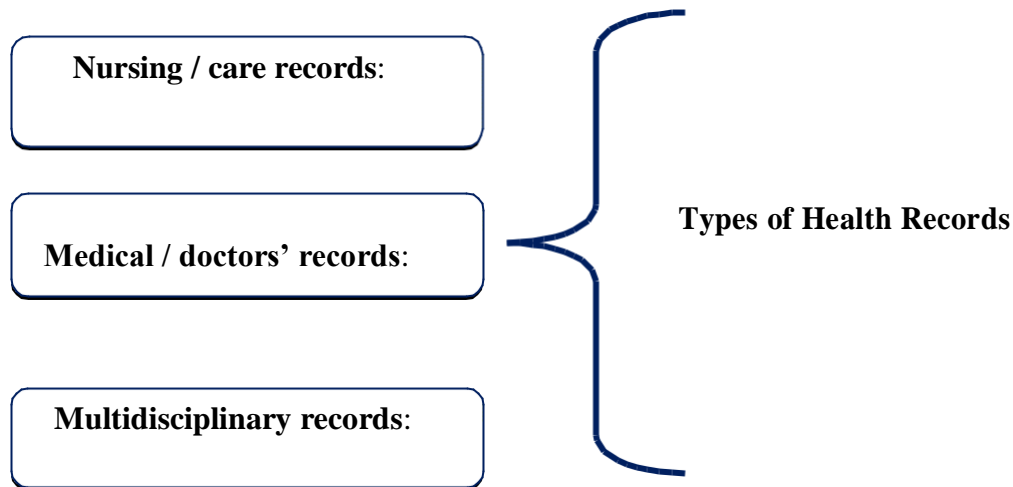 Nursing / care records:
Medical / doctors’ records:
Multidisciplinary records:
Types of Health Records